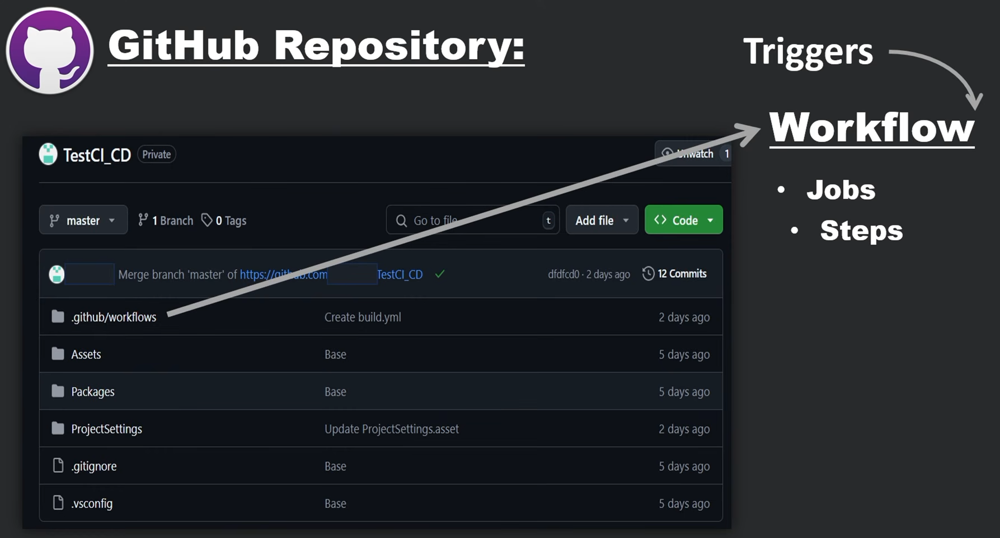 GitHub Repository:
Triggers
Workflow
• Jobs
• Steps
TestCI_CD Private
Unwatch 1
master 1 Branch 0 Tags
Go to file t Add file Code
Merge branch 'master' of https://github.com TestCI_CD dfdfcd0 · 2 days ago 12 Commits
.github/workflows Create build.yml 2 days ago
Assets Base 5 days ago
Packages Base 5 days ago
ProjectSettings Update ProjectSettings.asset 2 days ago
.gitignore Base 5 days ago
.vsconfig Base 5 days ago